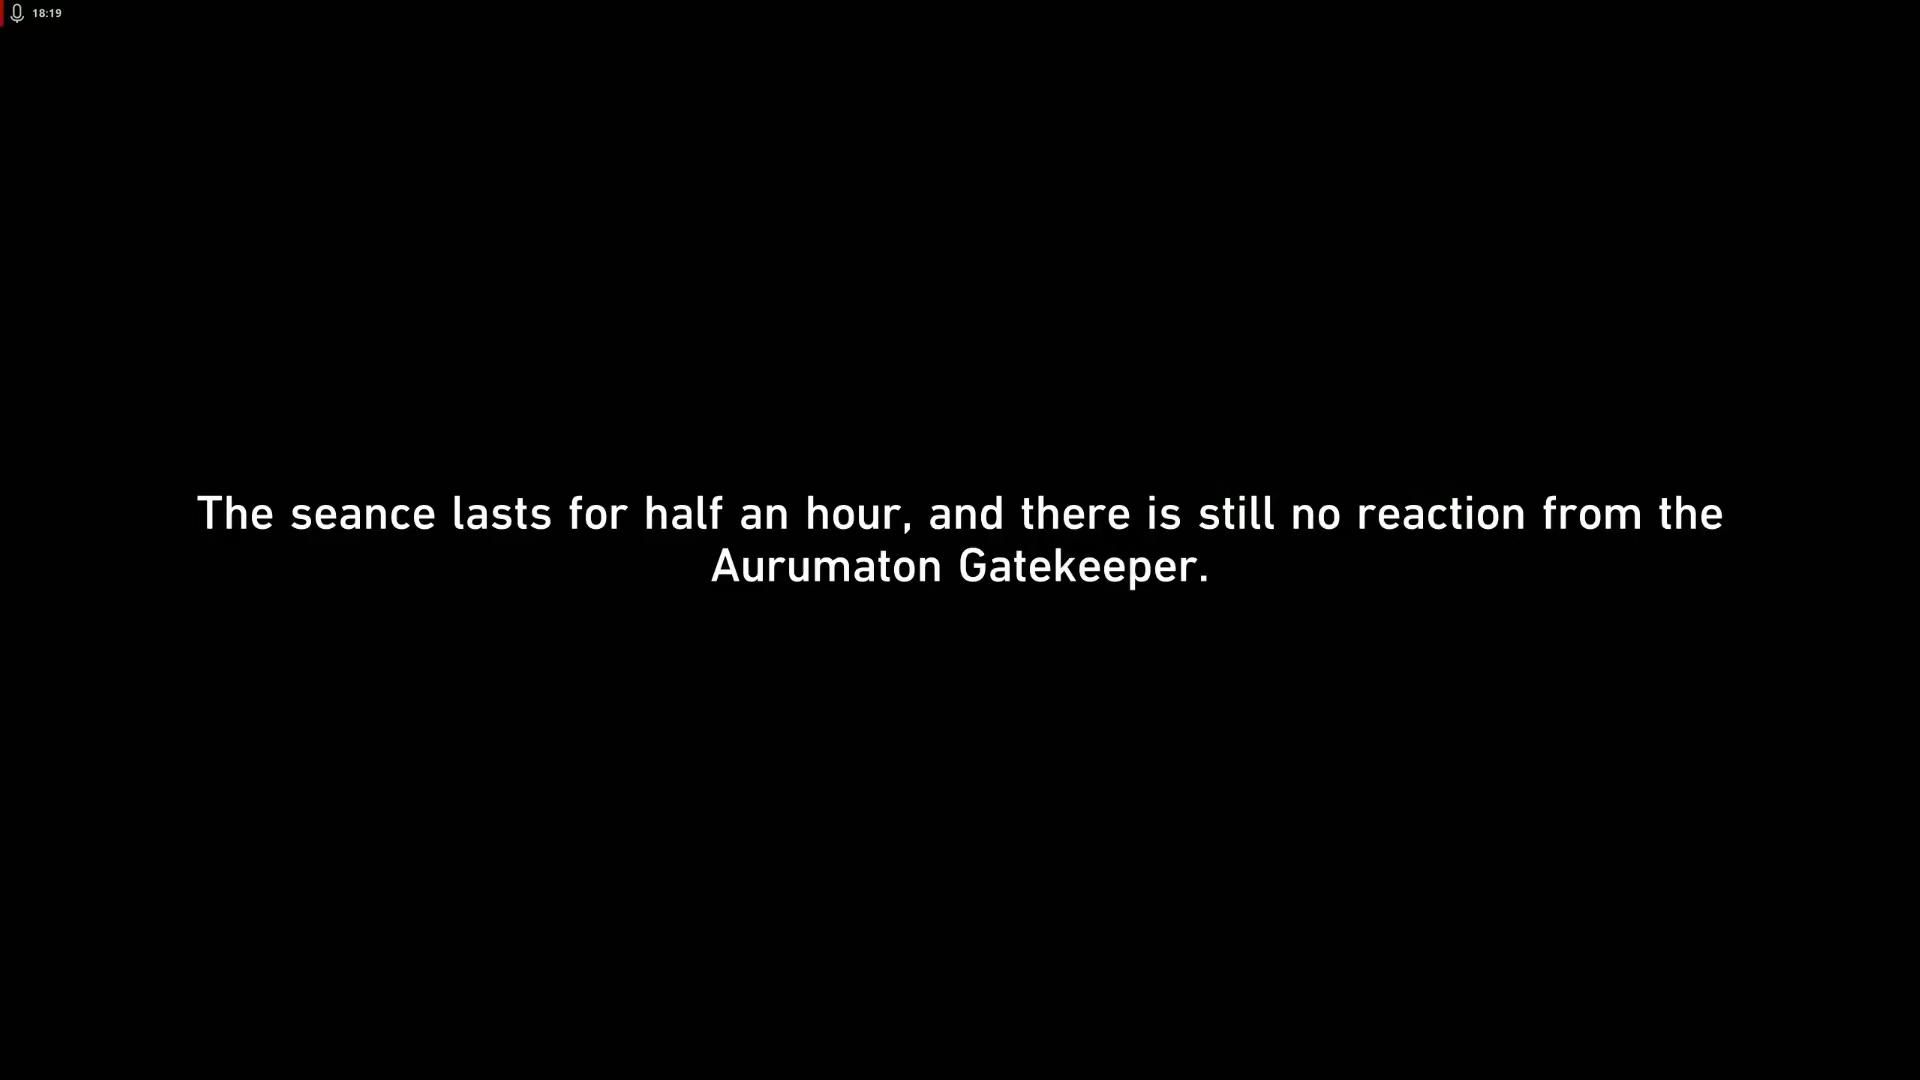 18:19
The seance lasts for half an hour, and there is still no reaction from the
Aurumaton Gatekeeper.